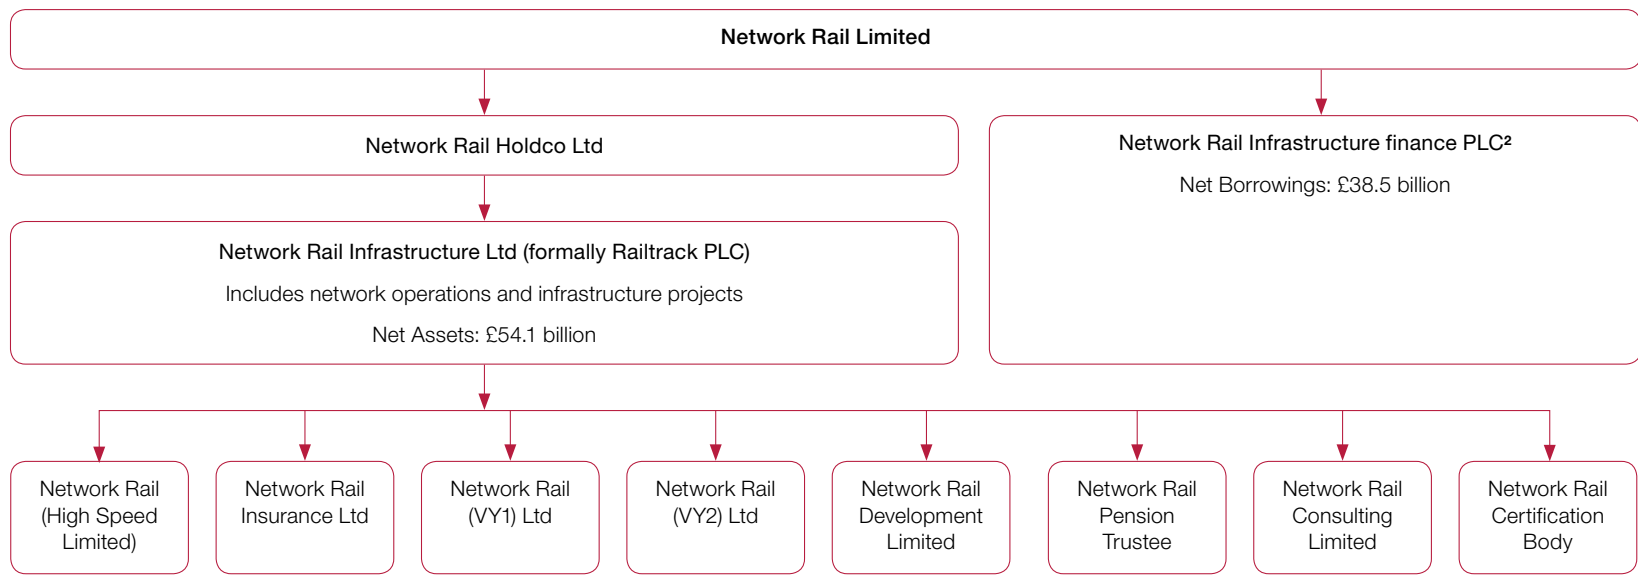 Network Rail Limited
Network Rail Holdco Ltd
Network Rail Infrastructure finance PLC²
Net Borrowings: £38.5 billion
Network Rail Infrastructure Ltd (formally Railtrack PLC)
Includes network operations and infrastructure projects
Net Assets: £54.1 billion
Network Rail
(High Speed
Limited)
Network Rail
Insurance Ltd
Network Rail
(VY1) Ltd
Network Rail
(VY2) Ltd
Network Rail
Development
Limited
Network Rail
Pension
Trustee
Network Rail
Consulting
Limited
Network Rail
Certification
Body